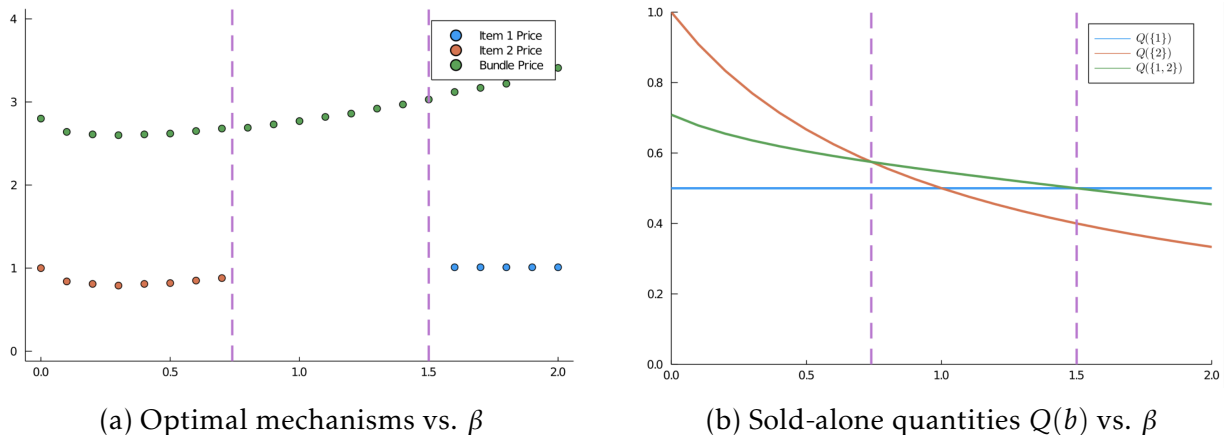 4
3
2
1
0
Item 1 Price
Item 2 Price
Bundle Price
0.0
0.5
1.0
1.5
2.0
(a) Optimal mechanisms vs. β
1.0
0.8
0.6
0.4
0.2
0.0
Q({1})
Q({2})
Q({1, 2})
0.0
0.5
1.0
1.5
2.0
(b) Sold-alone quantities Q(b) vs. β